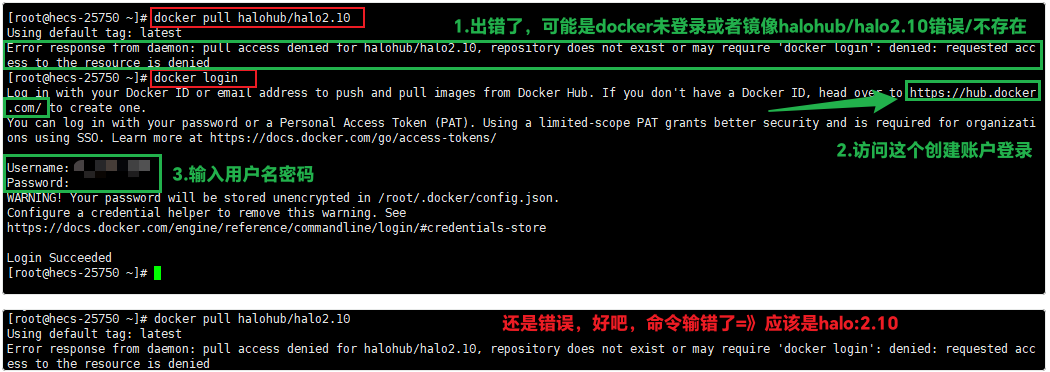 [root@hecs-25750 ~]# docker pull halohub/halo2.10
Using default tag: latest
1.出错了，可能是docker未登录或者镜像halohub/halo2.10错误/不存在
Error response from daemon: pull access denied for halohub/halo2.10, repository does not exist or may require 'docker login': denied: requested acc
ess to the resource is denied
[root@hecs-25750 ~]# docker login
Log in with your Docker ID or email address to push and pull images from Docker Hub. If you don't have a Docker ID, head over to https://hub.docker
.com/ to create one.
You can log in with your password or a Personal Access Token (PAT). Using a limited-scope PAT grants better security and is required for organizati
ons using SSO. Learn more at https://docs.docker.com/go/access-tokens/
2.访问这个创建账户登录
Username:
Password:
3.输入用户名密码
WARNING! Your password will be stored unencrypted in /root/.docker/config.json.
Configure a credential helper to remove this warning. See
https://docs.docker.com/engine/reference/commandline/login/#credentials-store
Login Succeeded
[root@hecs-25750 ~]#
[root@hecs-25750 ~]# docker pull halohub/halo2.10
Using default tag: latest
还是错误，好吧，命令输错了=》应该是halo:2.10
Error response from daemon: pull access denied for halohub/halo2.10, repository does not exist or may require 'docker login': denied: requested acc
ess to the resource is denied